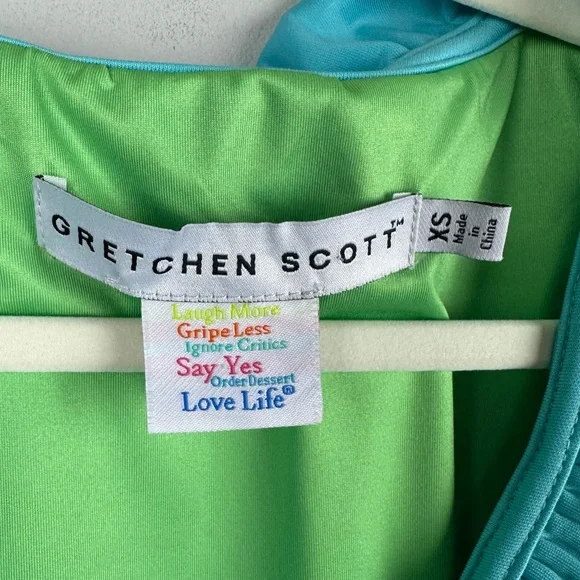 GRETCHEN SCOTT™
XS
Made in China
Laugh More
Gripe Less
Ignore Critics
Say Yes
Order Dessert
Love Life®